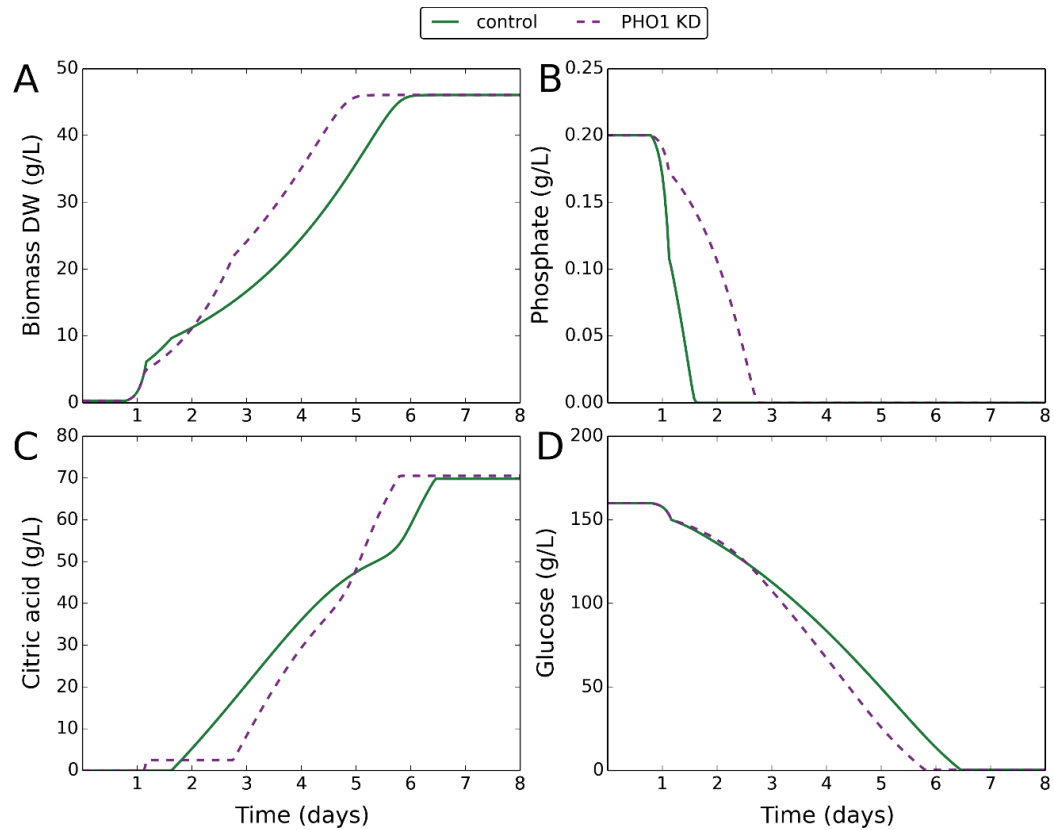 control PHO1 KD
A
Biomass DW (g/L)
50
40
30
20
10
0
1 2 3 4 5 6 7 8
B
Phosphate (g/L)
0.25
0.20
0.15
0.10
0.05
0.00
1 2 3 4 5 6 7 8
C
Citric acid (g/L)
80
70
60
50
40
30
20
10
0
1 2 3 4 5 6 7 8
Time (days)
D
Glucose (g/L)
200
150
100
50
0
1 2 3 4 5 6 7 8
Time (days)